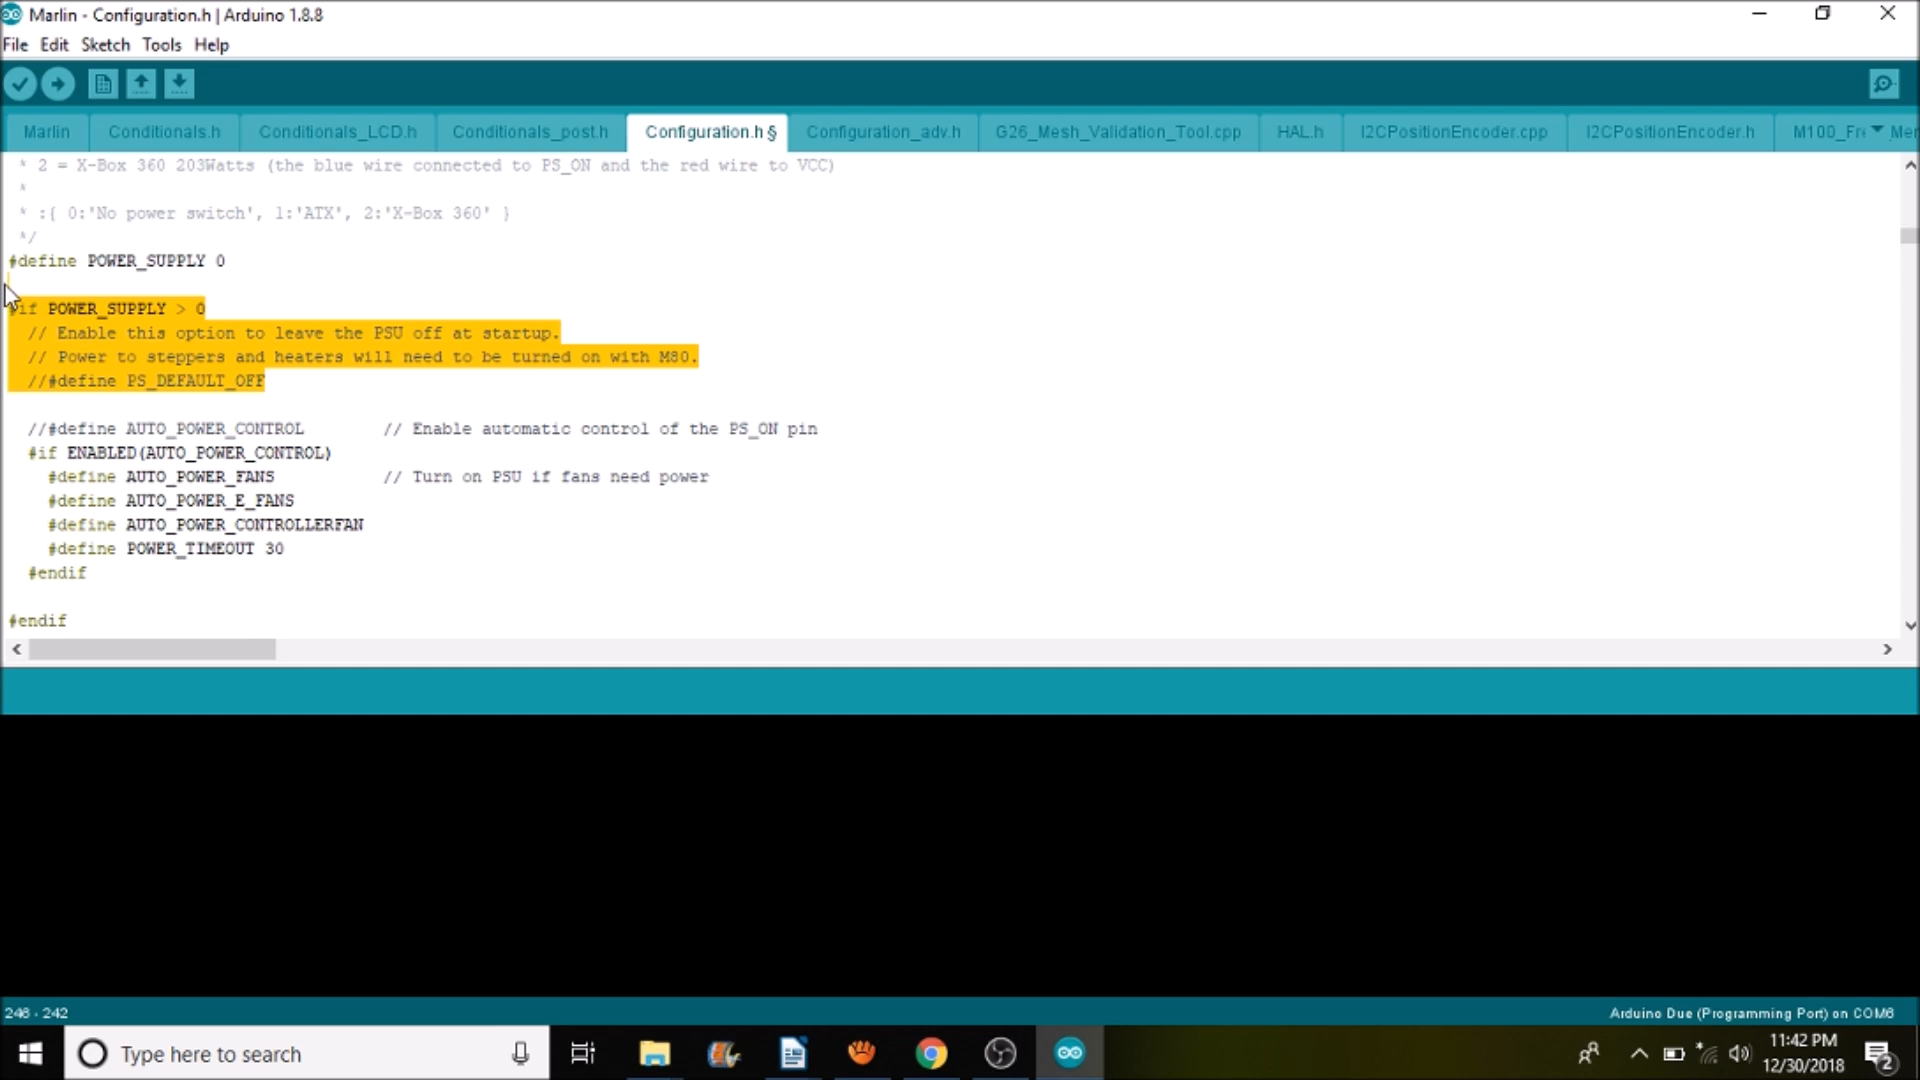 Marlin - Configuration.h | Arduino 1.8.8
File Edit Sketch Tools Help
Marlin Conditionals.h Conditionals_LCD.h Conditionals_post.h Configuration.h § Configuration_adv.h G26_Mesh_Validation_Tool.cpp HAL.h I2CPositionEncoder.cpp I2CPositionEncoder.h M100_Fre Mer
* 2 = X-Box 360 203Watts (the blue wire connected to PS_ON and the red wire to VCC)
*
* :{ 0:'No power switch', 1:'ATX', 2:'X-Box 360' }
*/
#define POWER_SUPPLY 0
#if POWER_SUPPLY > 0
// Enable this option to leave the PSU off at startup.
// Power to steppers and heaters will need to be turned on with M80.
//#define PS_DEFAULT_OFF
//#define AUTO_POWER_CONTROL // Enable automatic control of the PS_ON pin
#if ENABLED(AUTO_POWER_CONTROL)
#define AUTO_POWER_FANS // Turn on PSU if fans need power
#define AUTO_POWER_E_FANS
#define AUTO_POWER_CONTROLLERFAN
#define POWER_TIMEOUT 30
#endif
#endif
246 - 242
Arduino Due (Programming Port) on COM6
Type here to search
11:42 PM
12/30/2018
2